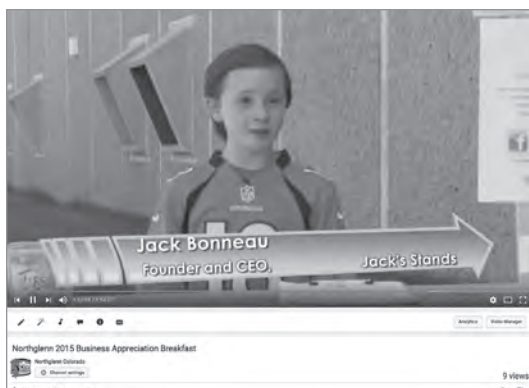 NFL
Jack Bonneau
Founder and CEO,
Jack's Stands
Analytics
Video Manager
Northglenn 2015 Business Appreciation Breakfast
Northglenn Colorado
Channel settings
9 views